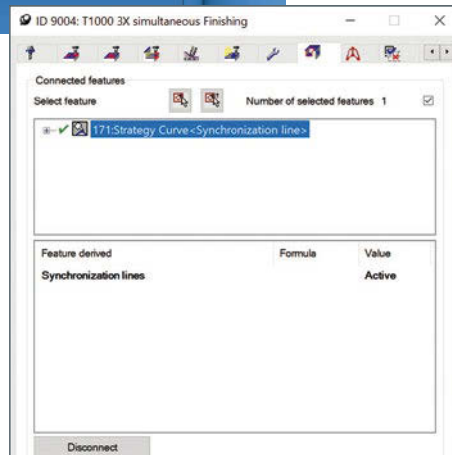 ID 9004: T1000 3X simultaneous Finishing
Connected features
Select feature
Number of selected features 1
171:Strategy Curve<Synchronization line>
Feature derived Formula Value
Synchronization lines Active
Disconnect